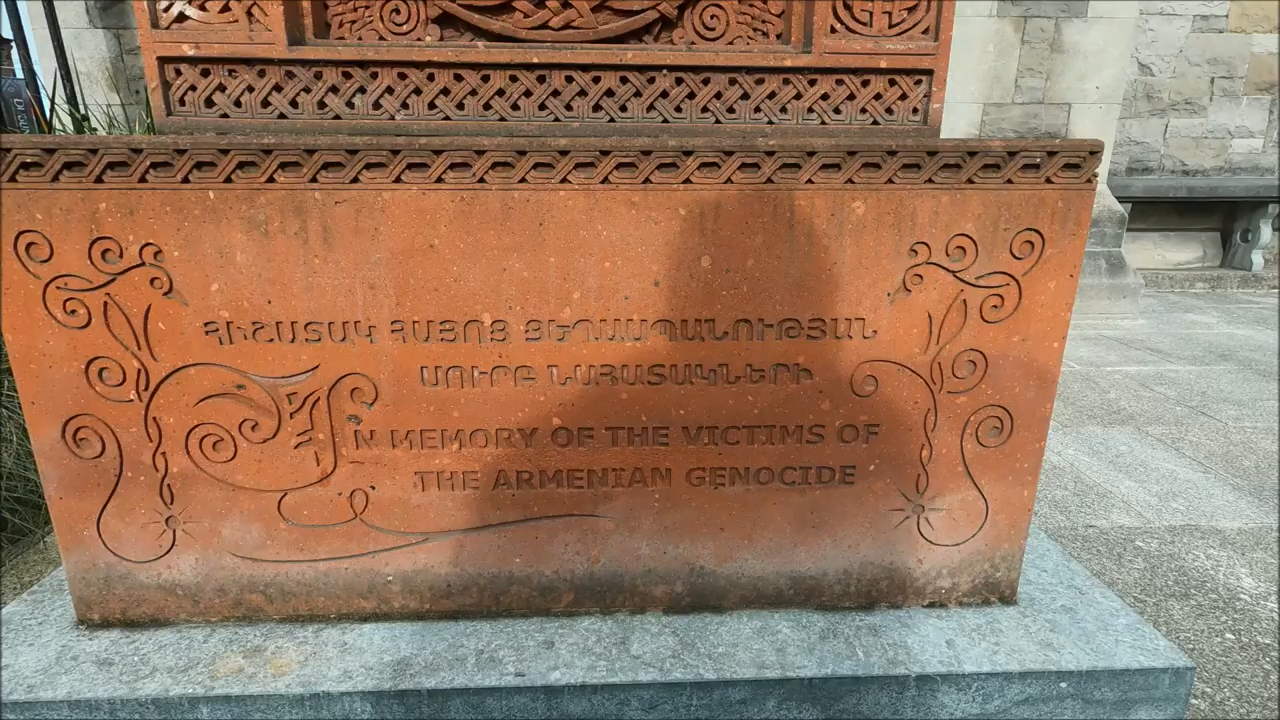 ՀԻՇԱՏԱԿ ՀԱՅՈՑ ՑԵՂԱՍՊԱՆՈՒԹՅԱՆ
ՍՈՒՐԲ ՆԱՀԱՏԱԿՆԵՐԻ
IN MEMORY OF THE VICTIMS OF
THE ARMENIAN GENOCIDE